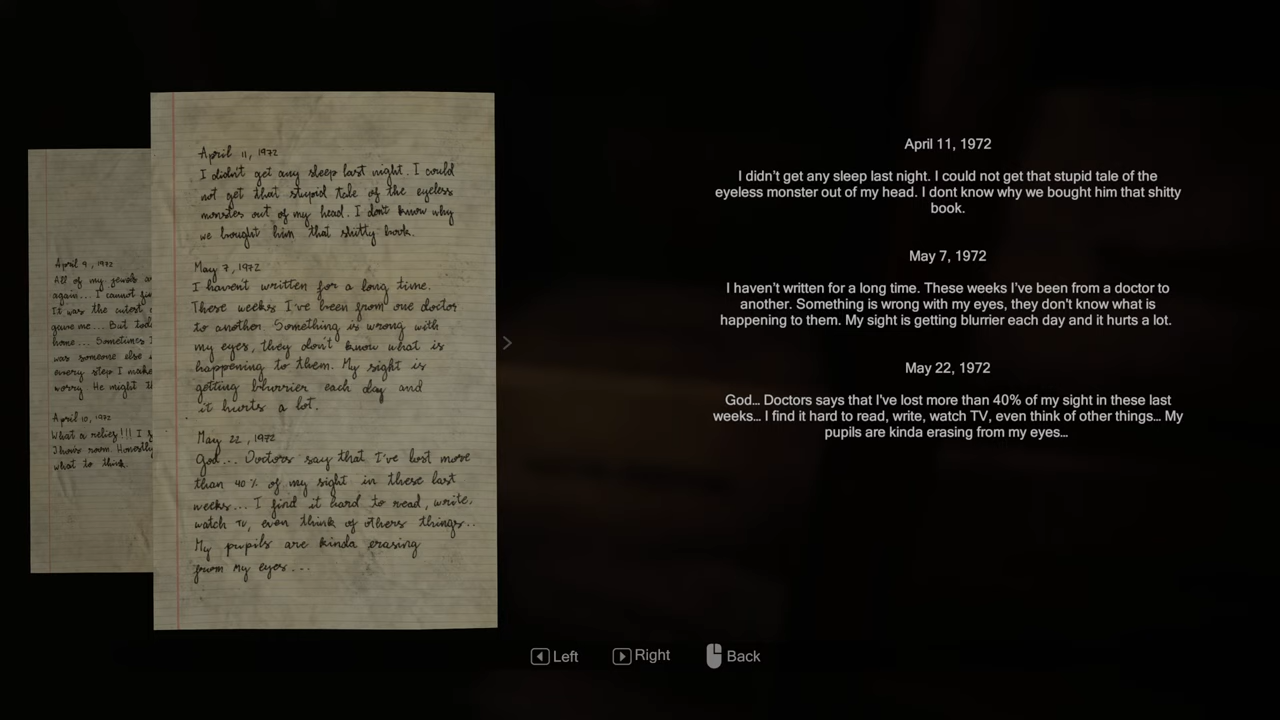 April 9, 1972
All of my jewels
again... I cannot
It was the cutest
gave me... But
home... Sometimes I
was someone else
every step I make
worry He might
April 10, 1972
What a relief!!! I
room. Honestly
what to think.
April 11, 1972
I didn't get any sleep last night. I could
not get that stupid tale of the eyeless
monster out of my head. I don't know why
we bought him that shitty book.
May 7, 1972
I haven't written for a long time.
These weeks I've been from one doctor
to another Something is wrong with
my eyes, they don't know what is
happening to them. My sight is
getting blurrier each day and
it hurts a lot.
May 22, 1972
God... Doctors say that I've lost more
than 40% of my sight in these last
weeks... I find it hard to read, write,
watch TV, even think of others things..
My pupils are kinda erasing
from my eyes...
April 11, 1972
I didn't get any sleep last night. I could not get that stupid tale of the
eyeless monster out of my head. I dont know why we bought him that shitty
book.
May 7, 1972
I haven't written for a long time. These weeks I've been from a doctor to
another. Something is wrong with my eyes, they don't know what is
happening to them. My sight is getting blurrier each day and it hurts a lot.
May 22, 1972
God... Doctors says that I've lost more than 40% of my sight in these last
weeks... I find it hard to read, write, watch TV, even think of other things... My
pupils are kinda erasing from my eyes...
Left Right Back